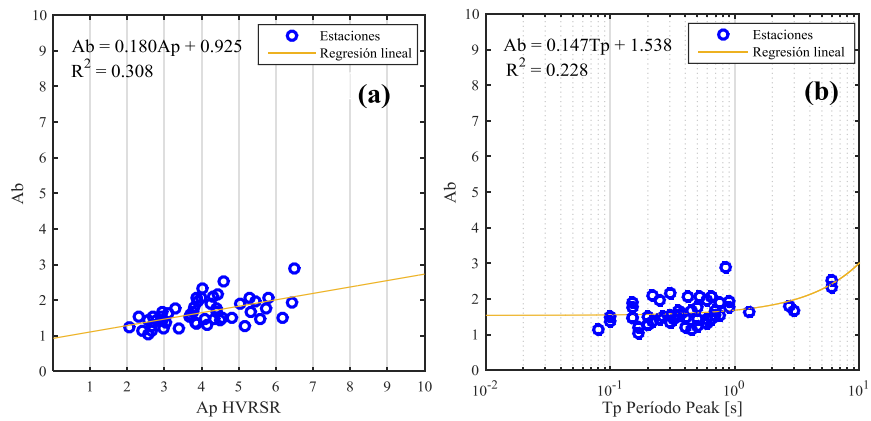 Ab = 0.180Ap + 0.925
R² = 0.308
Estaciones
Regresión lineal
(a)
10
9
8
7
6
5
4
3
2
1
0
Ab
1 2 3 4 5 6 7 8 9 10
Ap HVRSR
Ab = 0.147Tp + 1.538
R² = 0.228
Estaciones
Regresión lineal
(b)
10
9
8
7
6
5
4
3
2
1
0
Ab
10⁻² 10⁻¹ 10⁰ 10¹
Tp Período Peak [s]